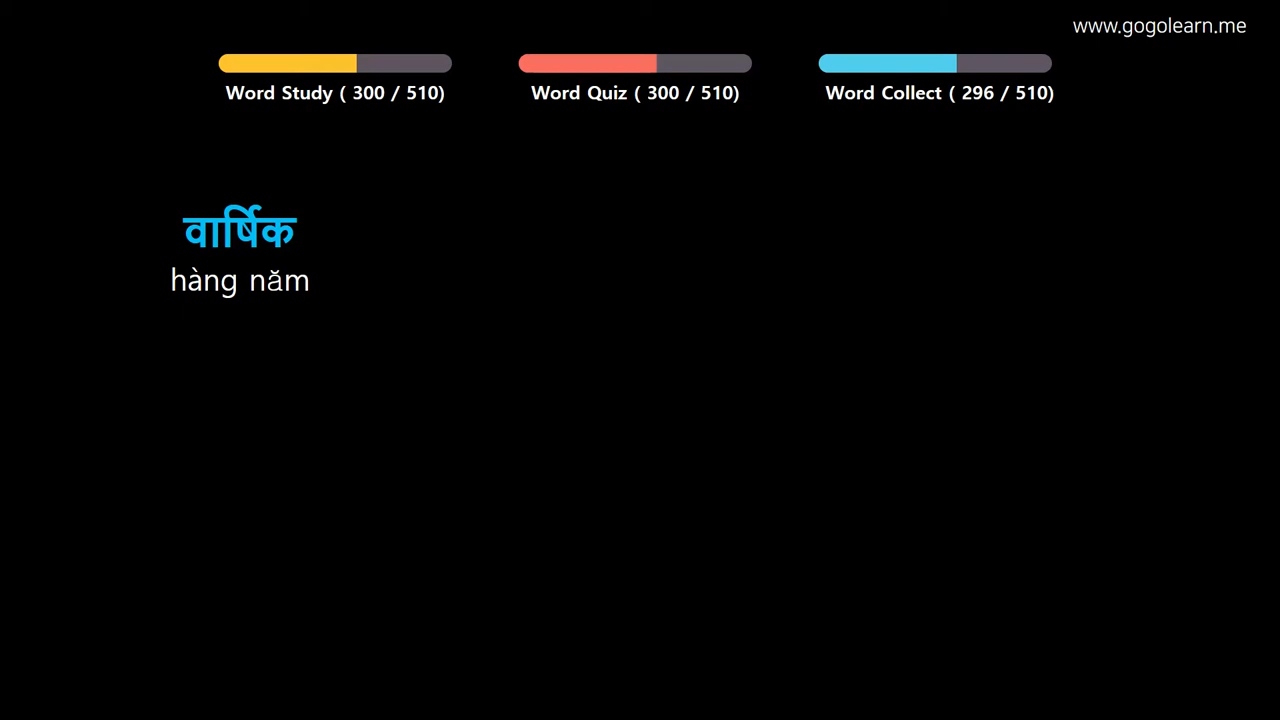 www.gogolearn.me
Word Study ( 300 / 510)
Word Quiz ( 300 / 510)
Word Collect ( 296 / 510)
वार्षिक
hàng năm